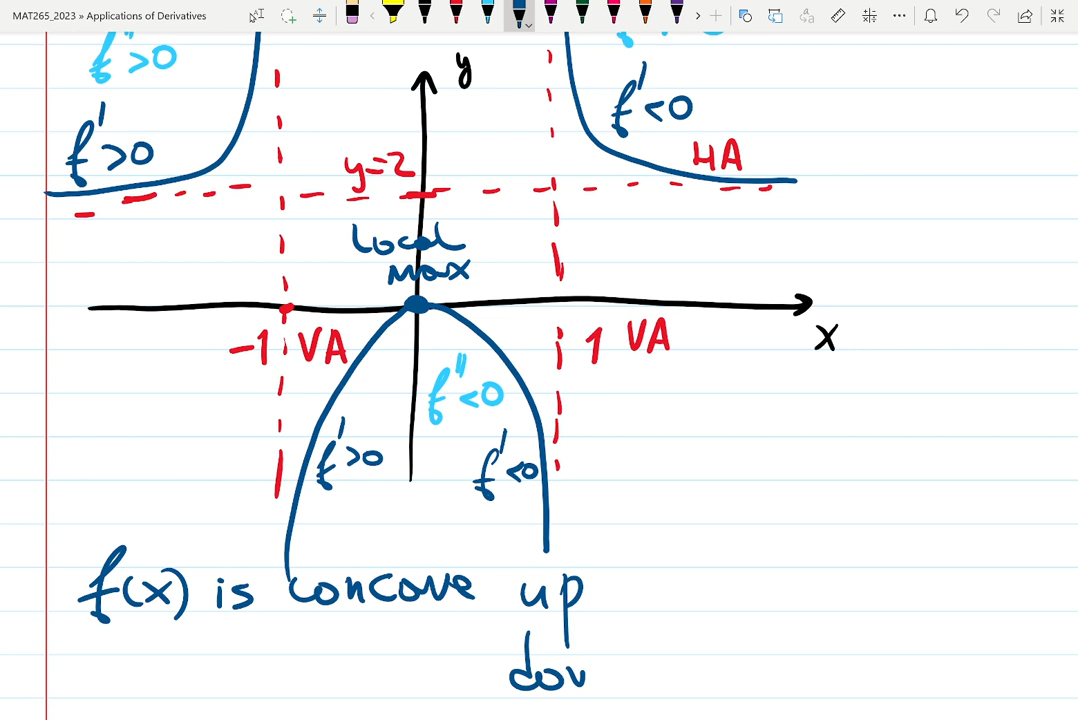 MAT265_2023 » Applications of Derivatives
f''>0
y
f'<0
f'>0
HA
y=2
Local
max
-1 VA
1 VA
x
f''<0
f'>0
f'<0
f(x) is concave up
dow